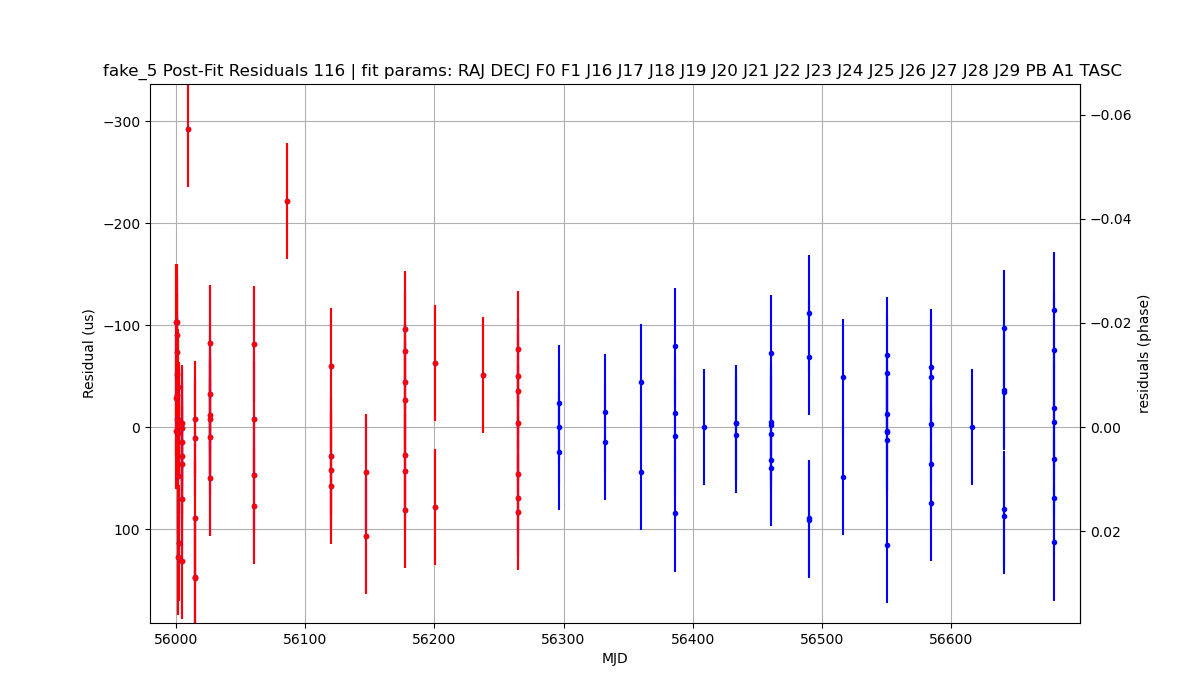 fake_5 Post-Fit Residuals 116 | fit params: RAJ DECJ F0 F1 J16 J17 J18 J19 J20 J21 J22 J23 J24 J25 J26 J27 J28 J29 PB A1 TASC
−300
−200
−100
0
100
Residual (us)
−0.06
−0.04
−0.02
0.00
0.02
residuals (phase)
56000 56100 56200 56300 56400 56500 56600
MJD